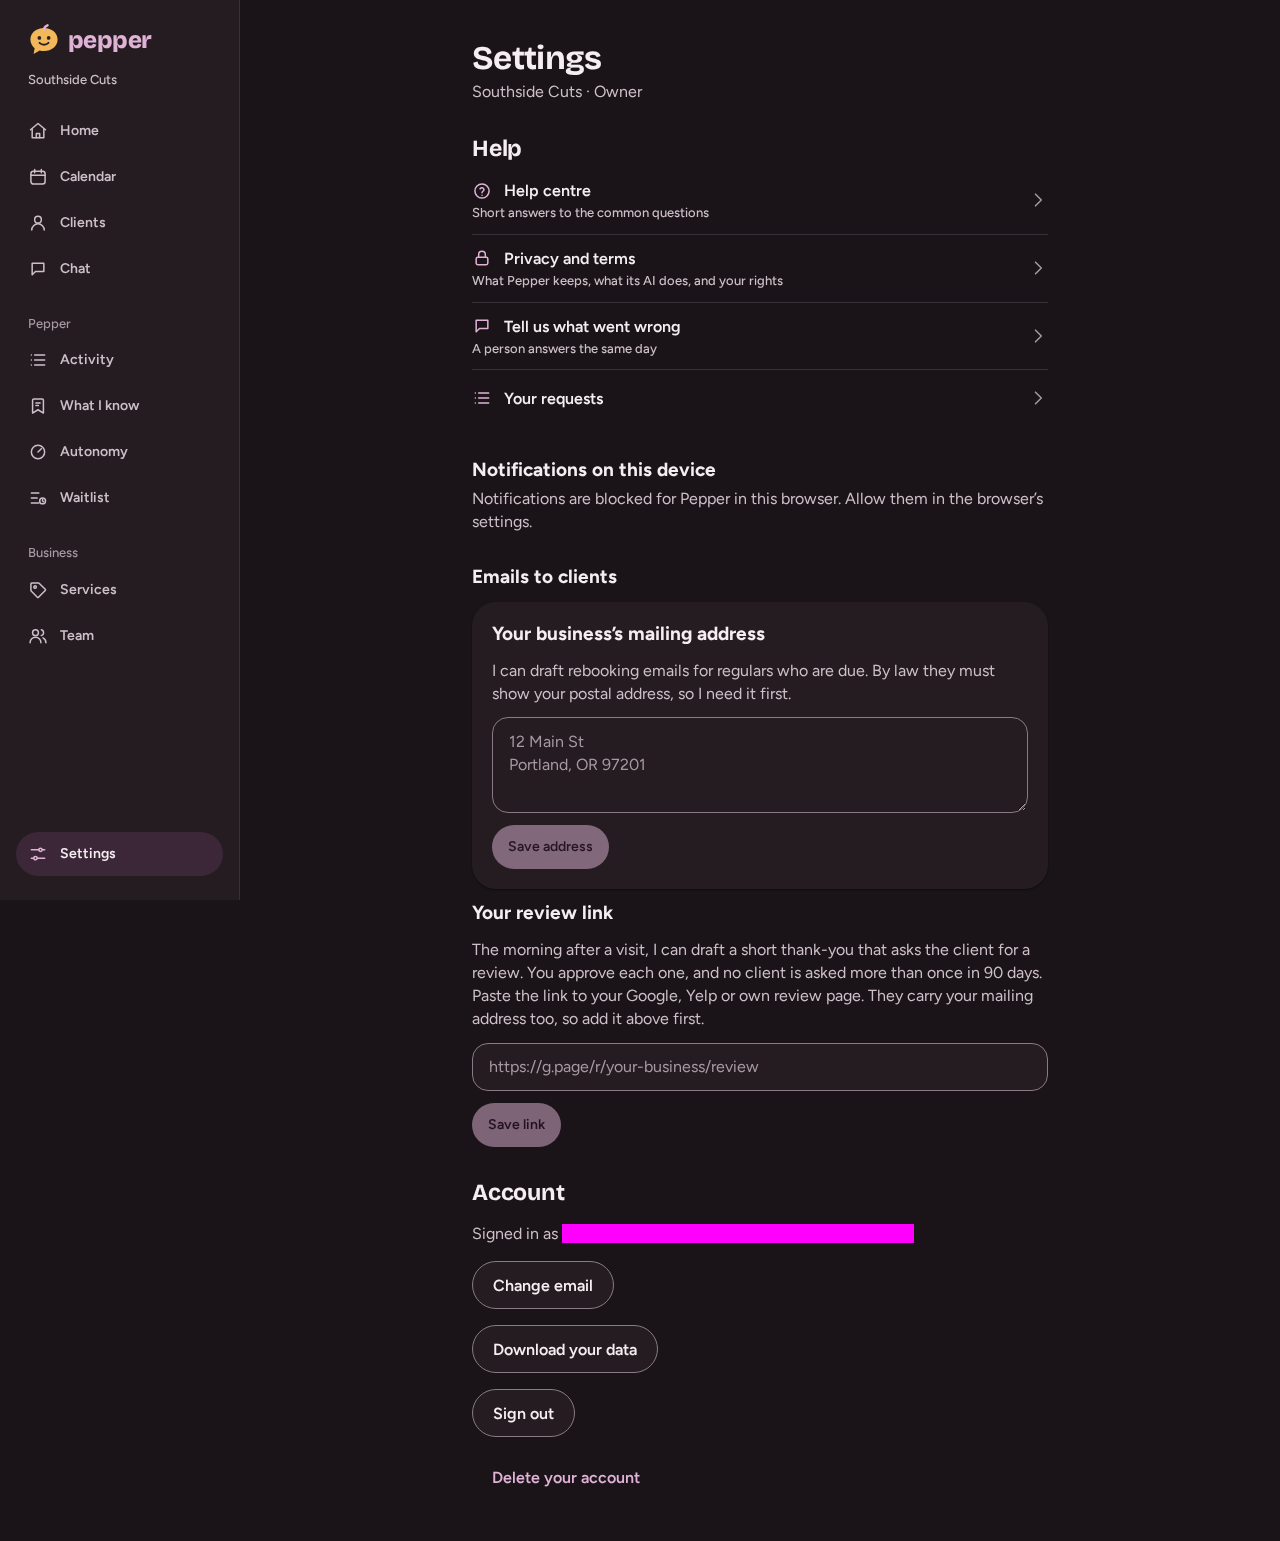 pepper
Southside Cuts
Home
Calendar
Clients
Chat
Pepper
Activity
What I know
Autonomy
Waitlist
Business
Services
Team
Settings
Settings
Southside Cuts · Owner
Help
Help centre
Short answers to the common questions
Privacy and terms
What Pepper keeps, what its AI does, and your rights
Tell us what went wrong
A person answers the same day
Your requests
Notifications on this device
Notifications are blocked for Pepper in this browser. Allow them in the browser’s
settings.
Emails to clients
Your business’s mailing address
I can draft rebooking emails for regulars who are due. By law they must
show your postal address, so I need it first.
12 Main St
Portland, OR 97201
Save address
Your review link
The morning after a visit, I can draft a short thank-you that asks the client for a
review. You approve each one, and no client is asked more than once in 90 days.
Paste the link to your Google, Yelp or own review page. They carry your mailing
address too, so add it above first.
https://g.page/r/your-business/review
Save link
Account
Signed in as
Change email
Download your data
Sign out
Delete your account